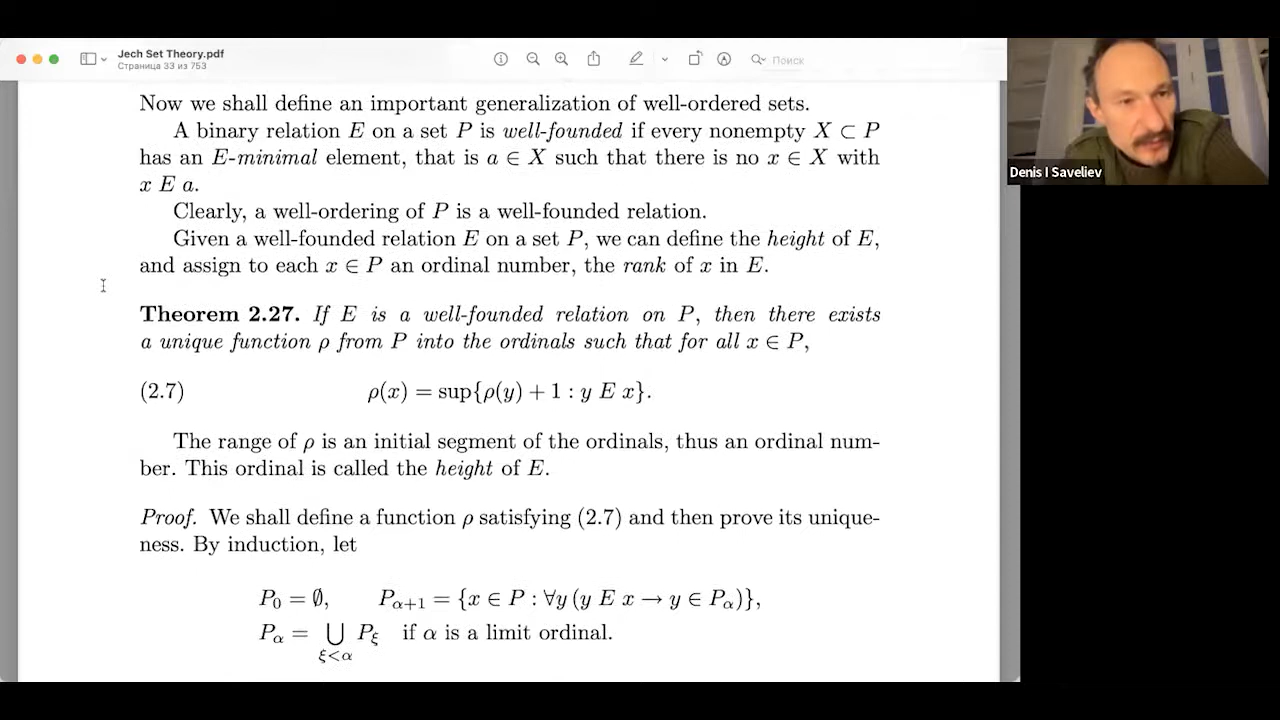 Jech Set Theory.pdf
Страница 33 из 753
Поиск
Denis I Saveliev
Now we shall define an important generalization of well-ordered sets.
A binary relation E on a set P is well-founded if every nonempty X ⊂ P
has an E-minimal element, that is a ∈ X such that there is no x ∈ X with
x E a.
Clearly, a well-ordering of P is a well-founded relation.
Given a well-founded relation E on a set P, we can define the height of E,
and assign to each x ∈ P an ordinal number, the rank of x in E.
Theorem 2.27. If E is a well-founded relation on P, then there exists
a unique function ρ from P into the ordinals such that for all x ∈ P,
(2.7) ρ(x) = sup{ρ(y) + 1 : y E x}.
The range of ρ is an initial segment of the ordinals, thus an ordinal num-
ber. This ordinal is called the height of E.
Proof. We shall define a function ρ satisfying (2.7) and then prove its unique-
ness. By induction, let
P₀ = ∅, P_{α+1} = {x ∈ P : ∀y (y E x → y ∈ P_α)},
P_α = ⋃_{ξ<α} P_ξ if α is a limit ordinal.